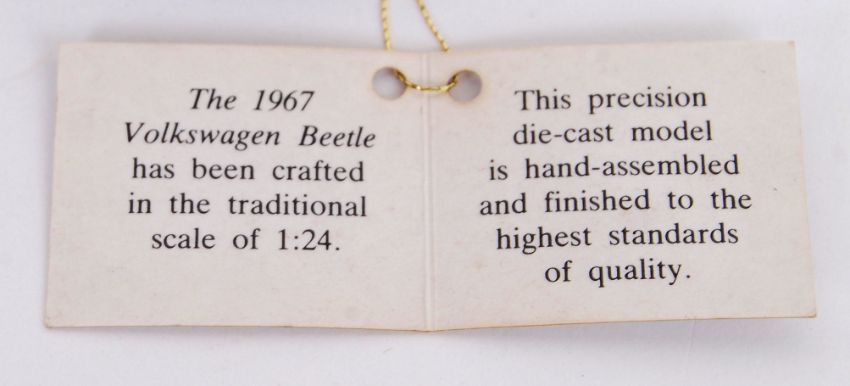 The 1967
Volkswagen Beetle
has been crafted
in the traditional
scale of 1:24.
This precision
die-cast model
is hand-assembled
and finished to the
highest standards
of quality.